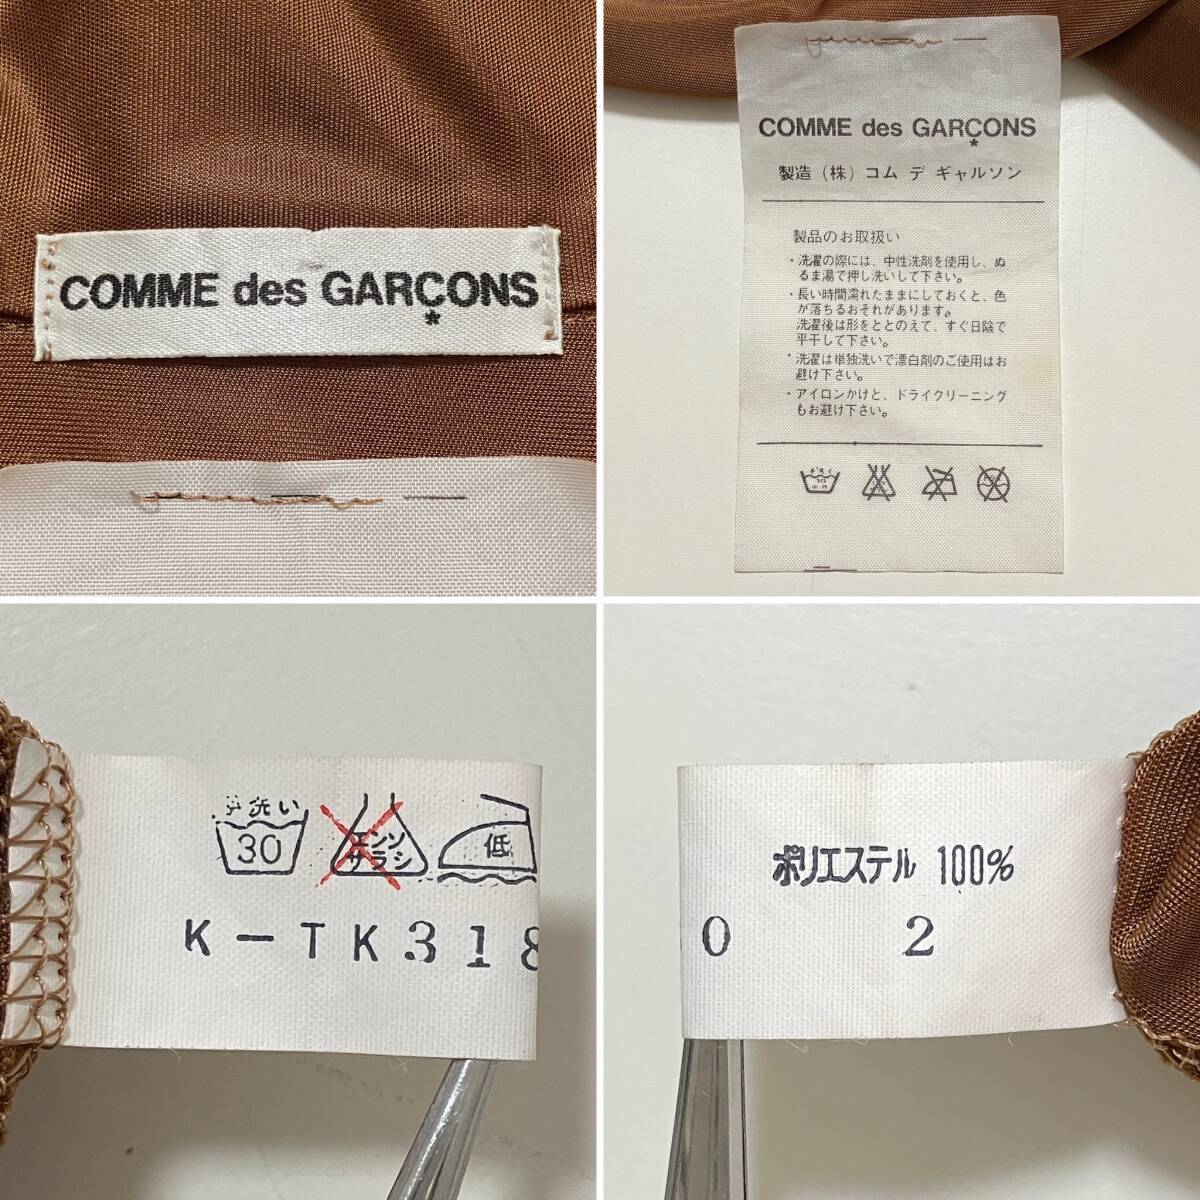 COMME des GARÇONS
*
COMME des GARÇONS
*
製造(株)コム デ ギャルソン
製品のお取扱い
・洗濯の際には、中性洗剤を使用し、ぬ
るま湯で押し洗いして下さい。
・長い時間濡れたままにしておくと、色
が落ちるおそれがあります。
洗濯後は形をととのえて、すぐ日陰で
平干して下さい。
・洗濯は単独洗いで漂白剤のご使用はお
避け下さい。
・アイロンかけと、ドライクリーニング
もお避け下さい。
手洗い
30
エンソ
サラシ
低
K-TK318
ポリエステル 100%
0 2